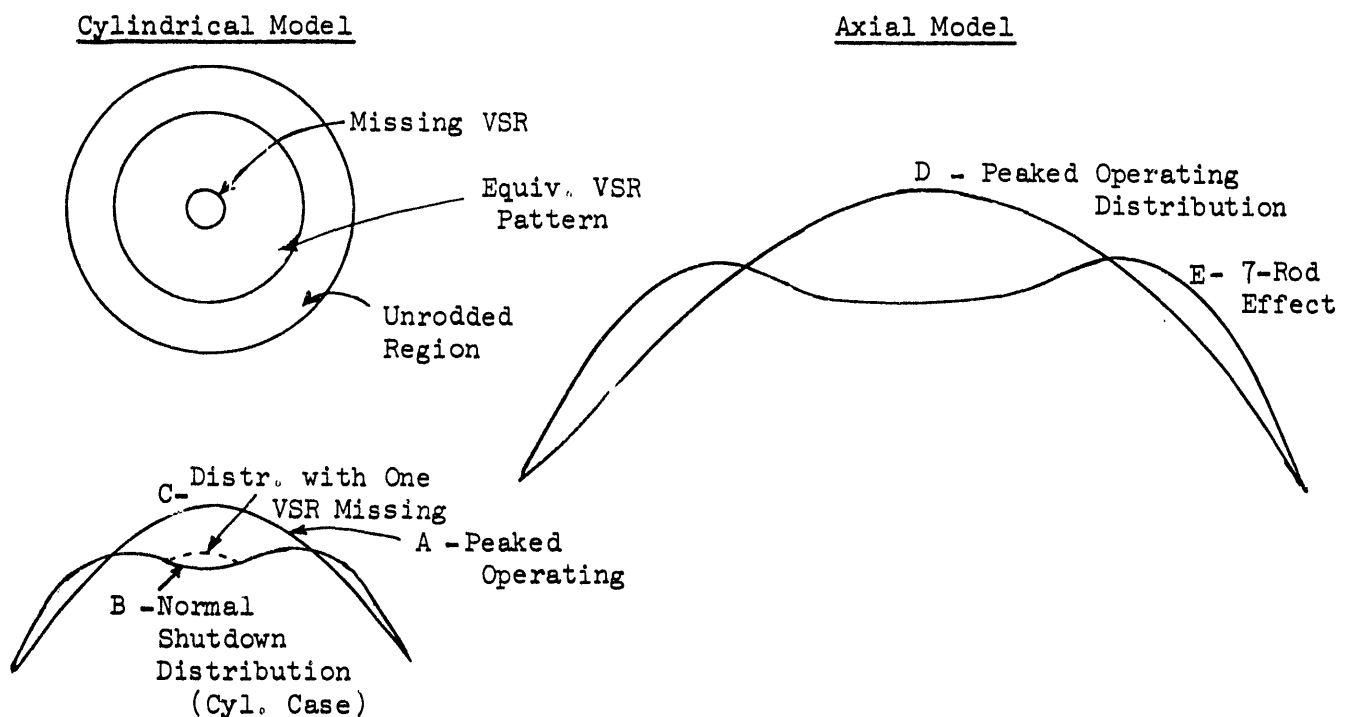 Cylindrical Model
Missing VSR
Equiv. VSR
Pattern
Unrodded
Region
C- Distr. with One
VSR Missing
A -Peaked
Operating
B -Normal
Shutdown
Distribution
(Cyl. Case)
Axial Model
D - Peaked Operating
Distribution
E- 7-Rod
Effect